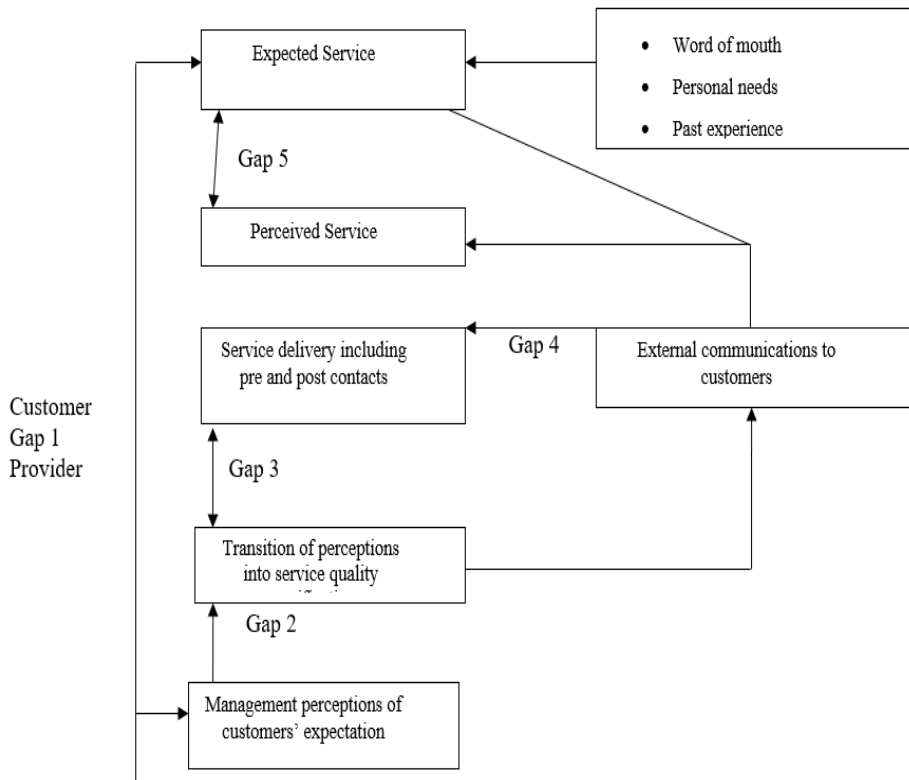 Expected Service
Word of mouth
Personal needs
Past experience
Gap 5
Perceived Service
Service delivery including
pre and post contacts
Gap 4
External communications to
customers
Customer
Gap 1
Provider
Gap 3
Transition of perceptions
into service quality
Gap 2
Management perceptions of
customers’ expectation